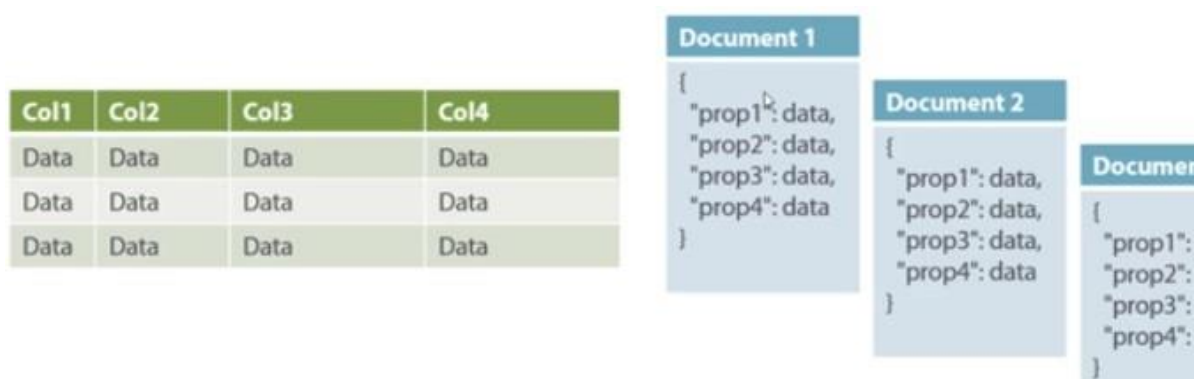 Col1 Col2 Col3 Col4
Data Data Data Data
Data Data Data Data
Data Data Data Data
Document 1
{
"prop1": data,
"prop2": data,
"prop3": data,
"prop4": data
}
Document 2
{
"prop1": data,
"prop2": data,
"prop3": data,
"prop4": data
}
Documen
{
"prop1":
"prop2":
"prop3":
"prop4":
}